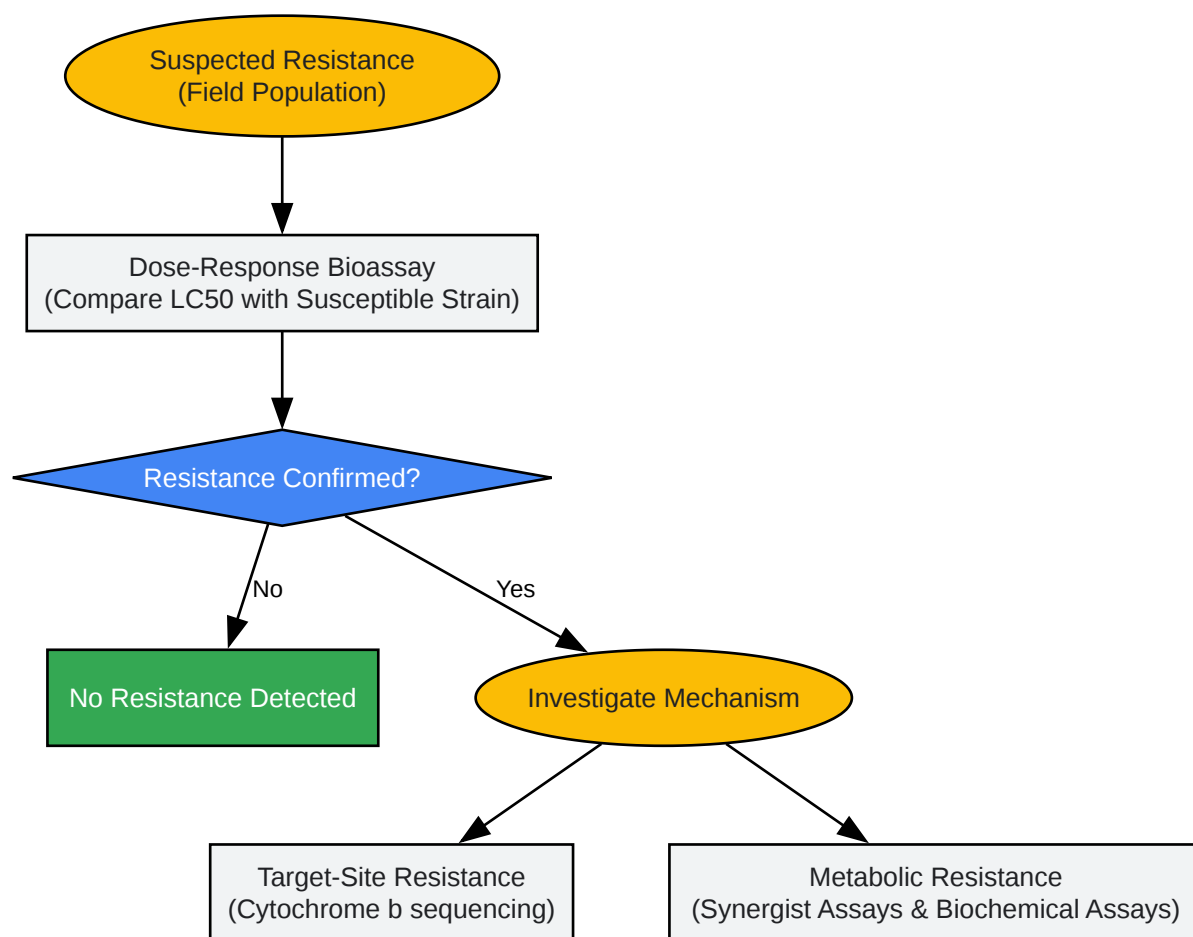 Suspected Resistance
(Field Population)
Dose-Response Bioassay
(Compare LC50 with Susceptible Strain)
Resistance Confirmed?
No
Yes
No Resistance Detected
Investigate Mechanism
Target-Site Resistance
(Cytochrome b sequencing)
Metabolic Resistance
(Synergist Assays & Biochemical Assays)